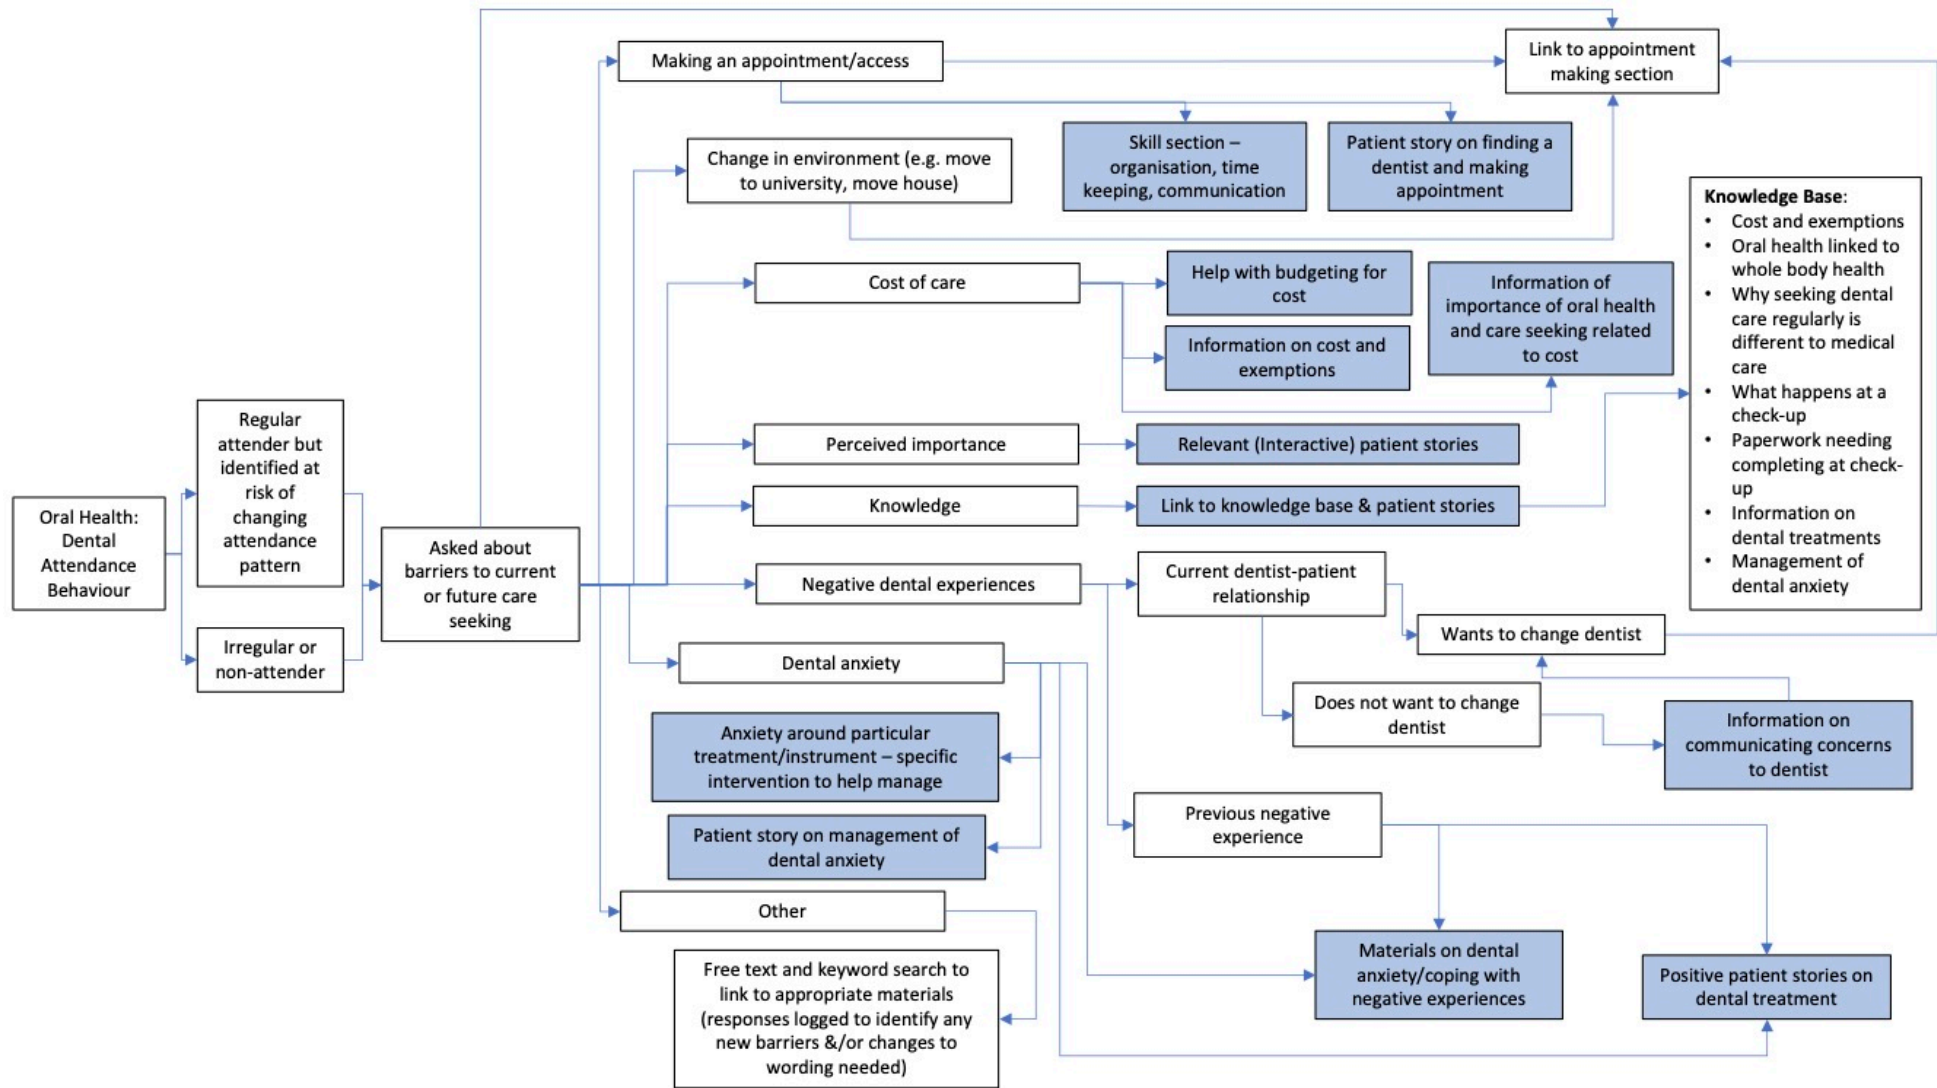 Oral Health:
Dental
Attendance
Behaviour
Regular
attender but
identified at
risk of
changing
attendance
pattern
Irregular or
non-attender
Asked about
barriers to current
or future care
seeking
Making an appointment/access
Link to appointment
making section
Skill section –
organisation, time
keeping, communication
Patient story on finding a
dentist and making
appointment
Change in environment (e.g. move
to university, move house)
Cost of care
Help with budgeting for
cost
Information on cost and
exemptions
Information of
importance of oral health
and care seeking related
to cost
Perceived importance
Relevant (Interactive) patient stories
Knowledge
Link to knowledge base & patient stories
Knowledge Base:
• Cost and exemptions
• Oral health linked to
whole body health
• Why seeking dental
care regularly is
different to medical
care
• What happens at a
check-up
• Paperwork needing
completing at check-
up
• Information on
dental treatments
• Management of
dental anxiety
Negative dental experiences
Current dentist-patient
relationship
Wants to change dentist
Does not want to change
dentist
Information on
communicating concerns
to dentist
Previous negative
experience
Dental anxiety
Anxiety around particular
treatment/instrument – specific
intervention to help manage
Patient story on management of
dental anxiety
Materials on dental
anxiety/coping with
negative experiences
Positive patient stories on
dental treatment
Other
Free text and keyword search to
link to appropriate materials
(responses logged to identify any
new barriers &/or changes to
wording needed)